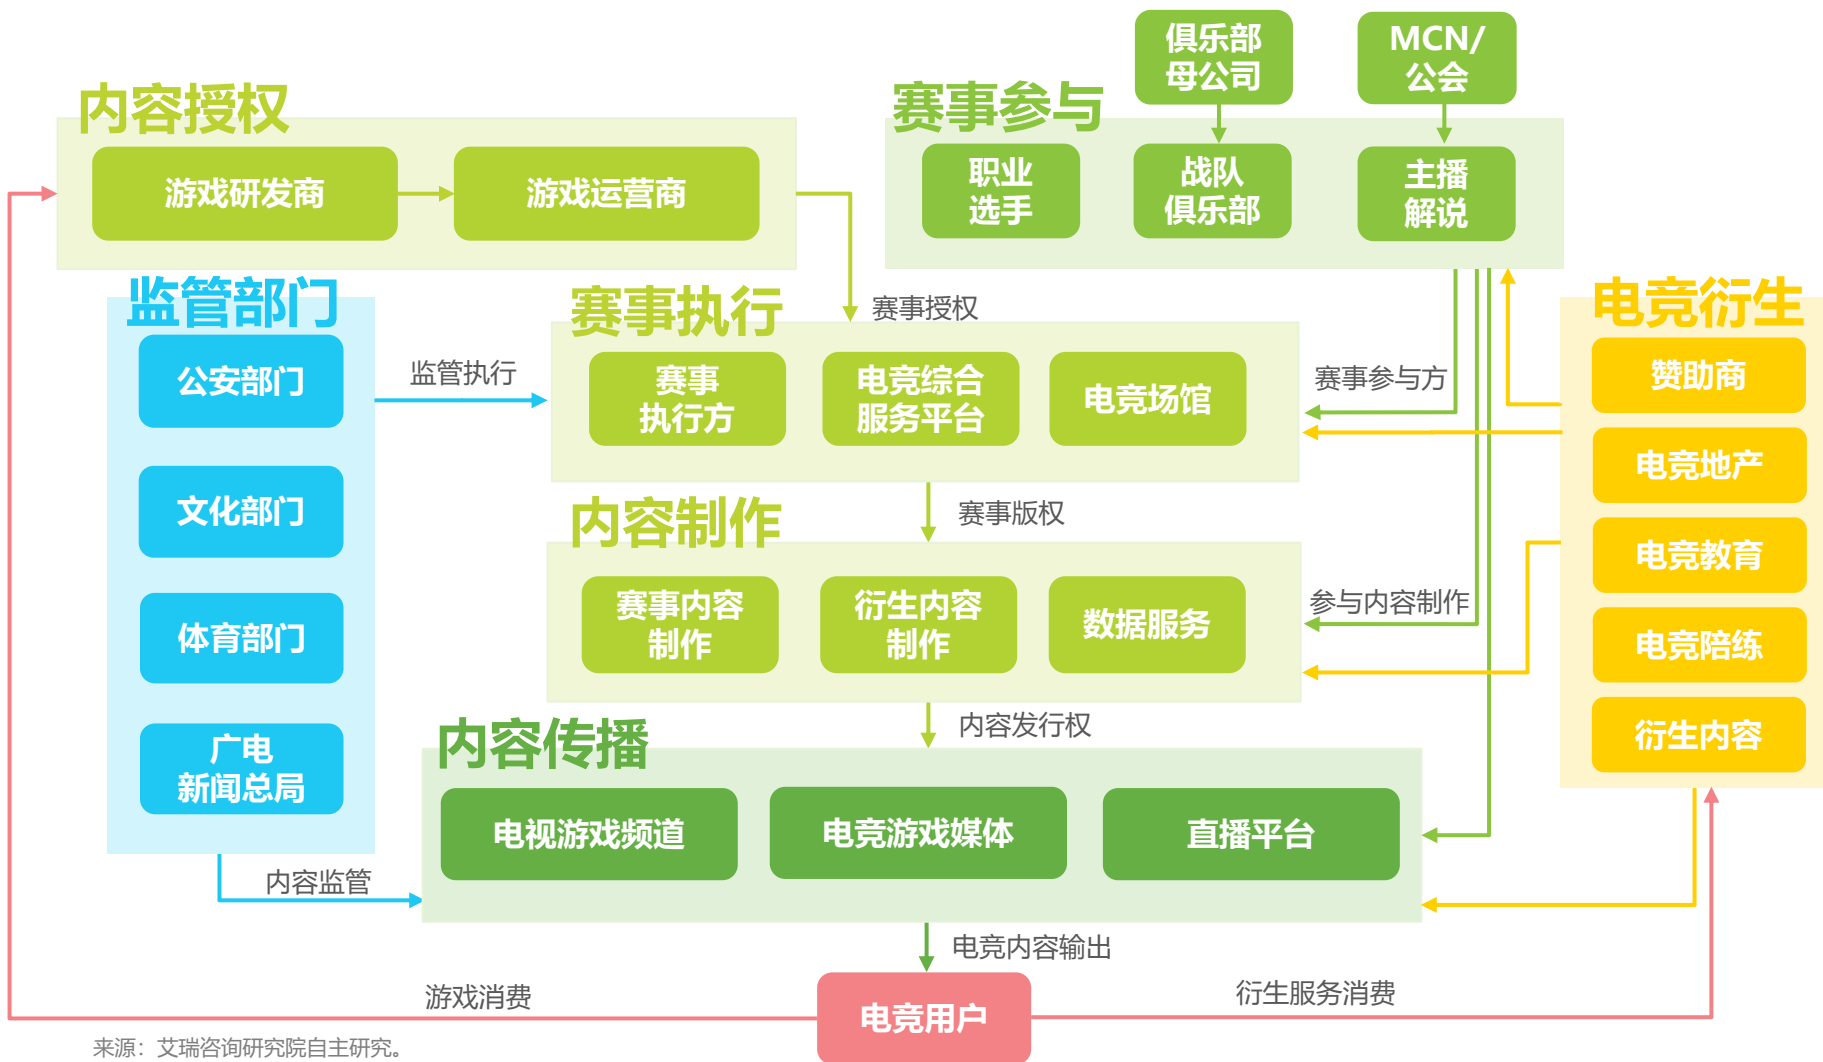 俱乐部
母公司
MCN/
公会
内容授权
赛事参与
游戏研发商
游戏运营商
职业
选手
战队
俱乐部
主播
解说
监管部门
赛事执行
赛事授权
电竞衍生
公安部门
监管执行
赛事
执行方
电竞综合
服务平台
电竞场馆
赛事参与方
赞助商
电竞地产
文化部门
内容制作
赛事版权
电竞教育
体育部门
赛事内容
制作
衍生内容
制作
数据服务
参与内容制作
电竞陪练
广电
新闻总局
内容传播
内容发行权
衍生内容
电视游戏频道
电竞游戏媒体
直播平台
内容监管
电竞内容输出
游戏消费
电竞用户
衍生服务消费
来源：艾瑞咨询研究院自主研究。